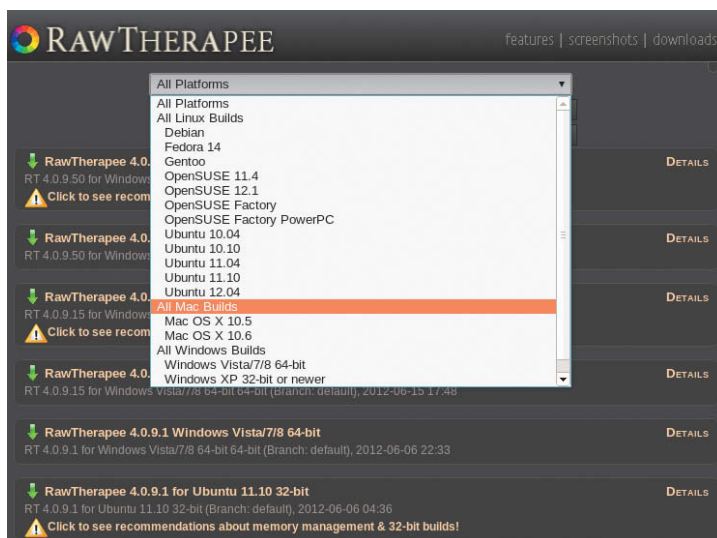 RAWTHERAPEE
features | screenshots | downloads
All Platforms
All Platforms
All Linux Builds
Debian
Fedora 14
Gentoo
OpenSUSE 11.4
OpenSUSE 12.1
OpenSUSE Factory
OpenSUSE Factory PowerPC
Ubuntu 10.04
Ubuntu 10.10
Ubuntu 11.04
Ubuntu 11.10
Ubuntu 12.04
All Mac Builds
Mac OS X 10.5
Mac OS X 10.6
All Windows Builds
Windows Vista/7/8 64-bit
Windows XP 32-bit or newer
RawTherapee 4.0. DETAILS
RT 4.0.9.50 for Windows
Click to see recom
RawTherapee 4.0. DETAILS
RT 4.0.9.50 for Windows
RawTherapee 4.0. DETAILS
RT 4.0.9.15 for Windows
Click to see recom
RawTherapee 4.0. DETAILS
RT 4.0.9.15 for Windows Vista/7/8 64-bit 64-bit (Branch: default), 2012-06-15 17:48
RawTherapee 4.0.9.1 Windows Vista/7/8 64-bit DETAILS
RT 4.0.9.1 for Windows Vista/7/8 64-bit 64-bit (Branch: default), 2012-06-06 22:33
RawTherapee 4.0.9.1 for Ubuntu 11.10 32-bit DETAILS
RT 4.0.9.1 for Ubuntu 11.10 32-bit (Branch: default), 2012-06-06 04:36
Click to see recommendations about memory management & 32-bit builds!